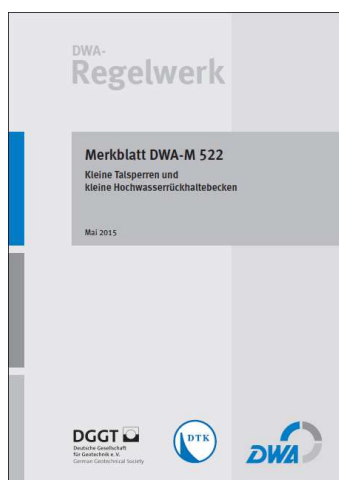 DWA-
Regelwerk
Merkblatt DWA-M 522
Kleine Talsperren und
kleine Hochwasserrückhaltebecken
Mai 2015
DGGT
Deutsche Gesellschaft
für Geotechnik e. V.
German Geotechnical Society
DTK
DWA